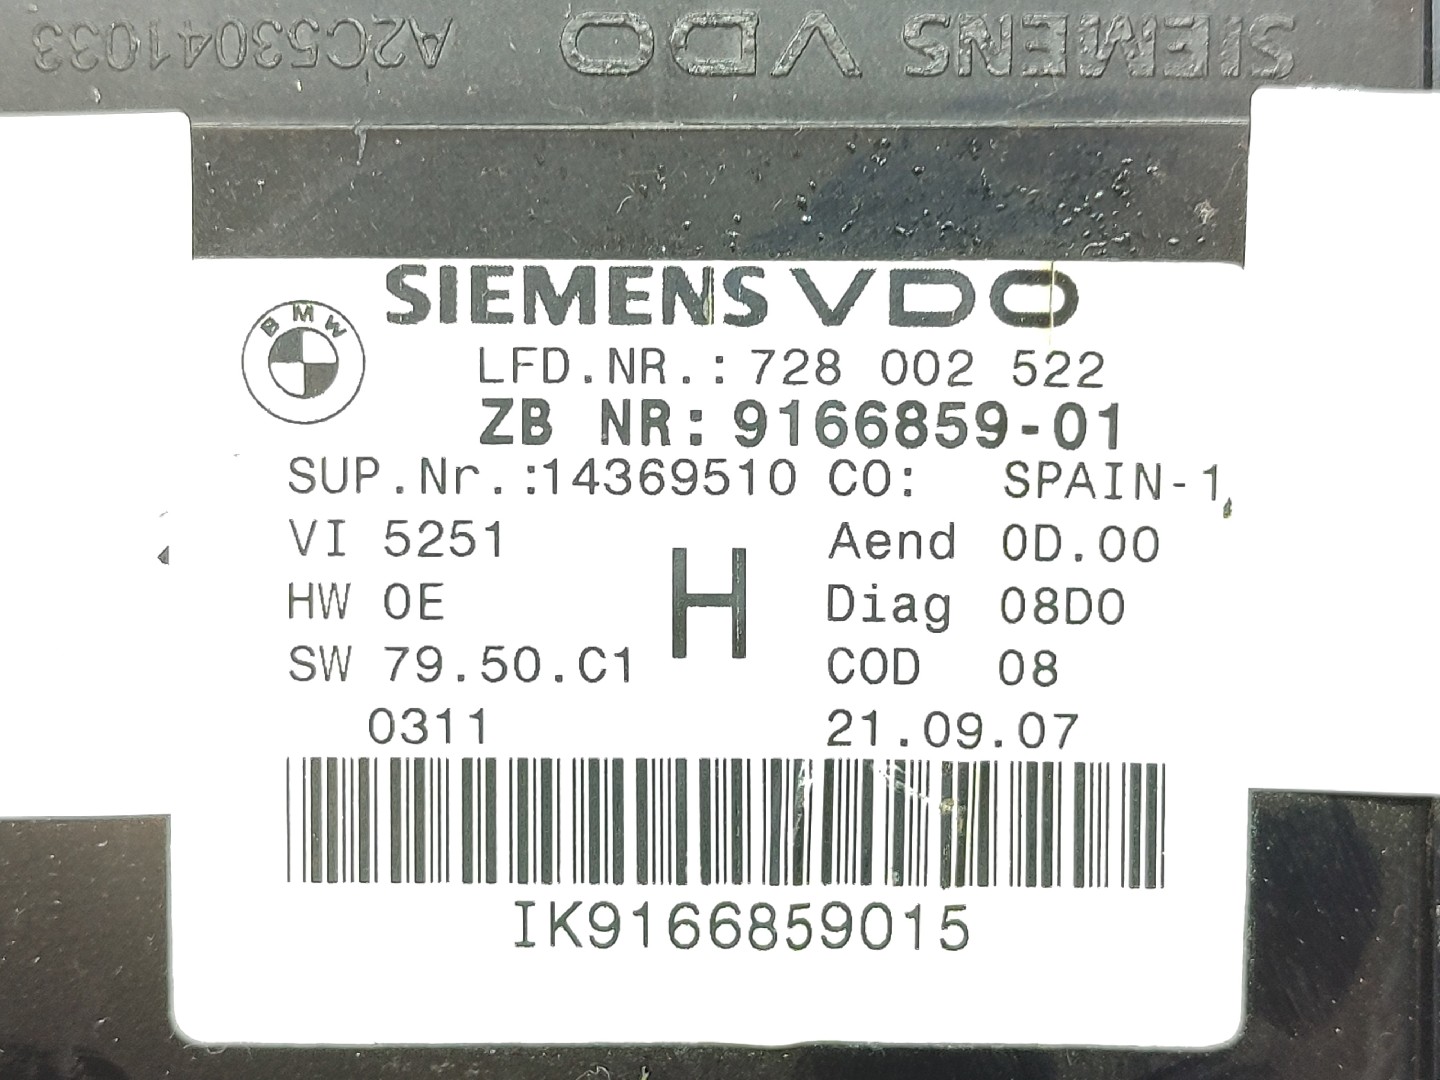 SIEMENS VDO A2C53041033
BMW
SIEMENS VDO
LFD.NR.: 728 002 522
ZB NR: 9166859-01
SUP.Nr.:14369510 CO: SPAIN-1
VI 5251 Aend 0D.00
HW 0E H Diag 08D0
SW 79.50.C1 COD 08
0311 21.09.07
IK9166859015